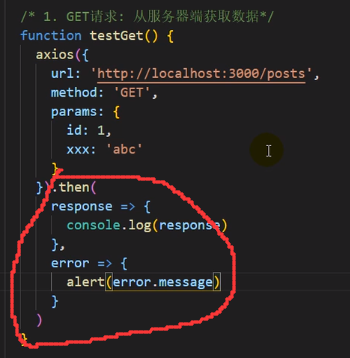 /* 1. GET请求: 从服务器端获取数据*/
function testGet() {
axios({
url: 'http://localhost:3000/posts',
method: 'GET',
params: {
id: 1,
xxx: 'abc'
}
}).then(
response => {
console.log(response)
},
error => {
alert(error.message)
}
)
}